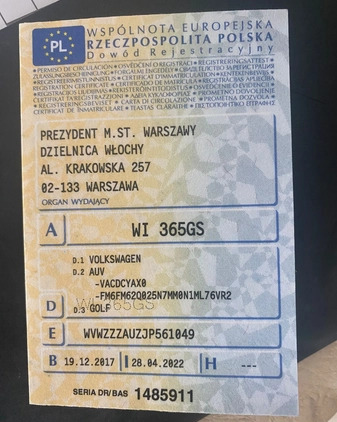 PL
WSPÓLNOTA EUROPEJSKA
RZECZPOSPOLITA POLSKA
Dowód Rejestracyjny
PREZYDENT M.ST. WARSZAWY
DZIELNICA WŁOCHY
AL. KRAKOWSKA 257
02-133 WARSZAWA
ORGAN WYDAJĄCY
A WI 365GS
D.1 VOLKSWAGEN
D.2 AUV
-VACDCYAX0
-FM6FM62Q025N7MM0N1ML76VR2
D D.3 GOLF
E WVWZZZAUZJP561049
B 19.12.2017 I 28.04.2022 H ---
SERIA DR/BAS 1485911